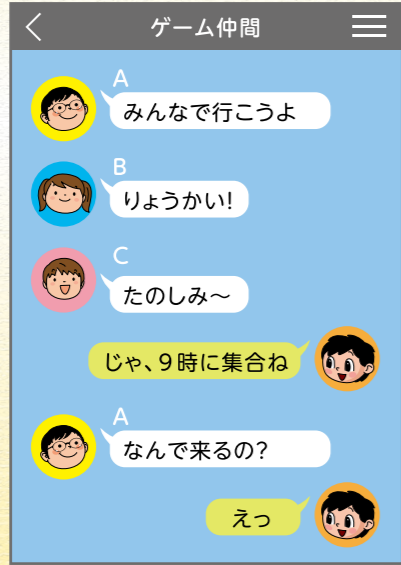 ゲーム仲間
A
みんなで行こうよ
B
りょうかい!
C
たのしみ〜
じゃ、9時に集合ね
A
なんで来るの?
えっ